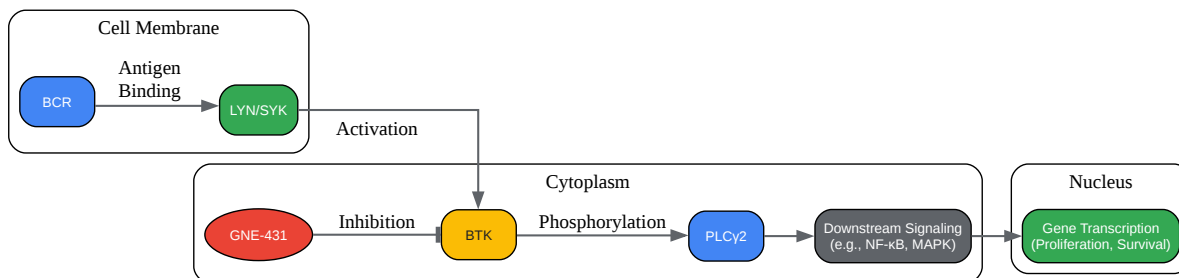 Cell Membrane
Antigen
Binding
BCR
LYN/SYK
Activation
Cytoplasm
Nucleus
GNE-431
Inhibition
BTK
Phosphorylation
PLCγ2
Downstream Signaling
(e.g., NF-κB, MAPK)
Gene Transcription
(Proliferation, Survival)